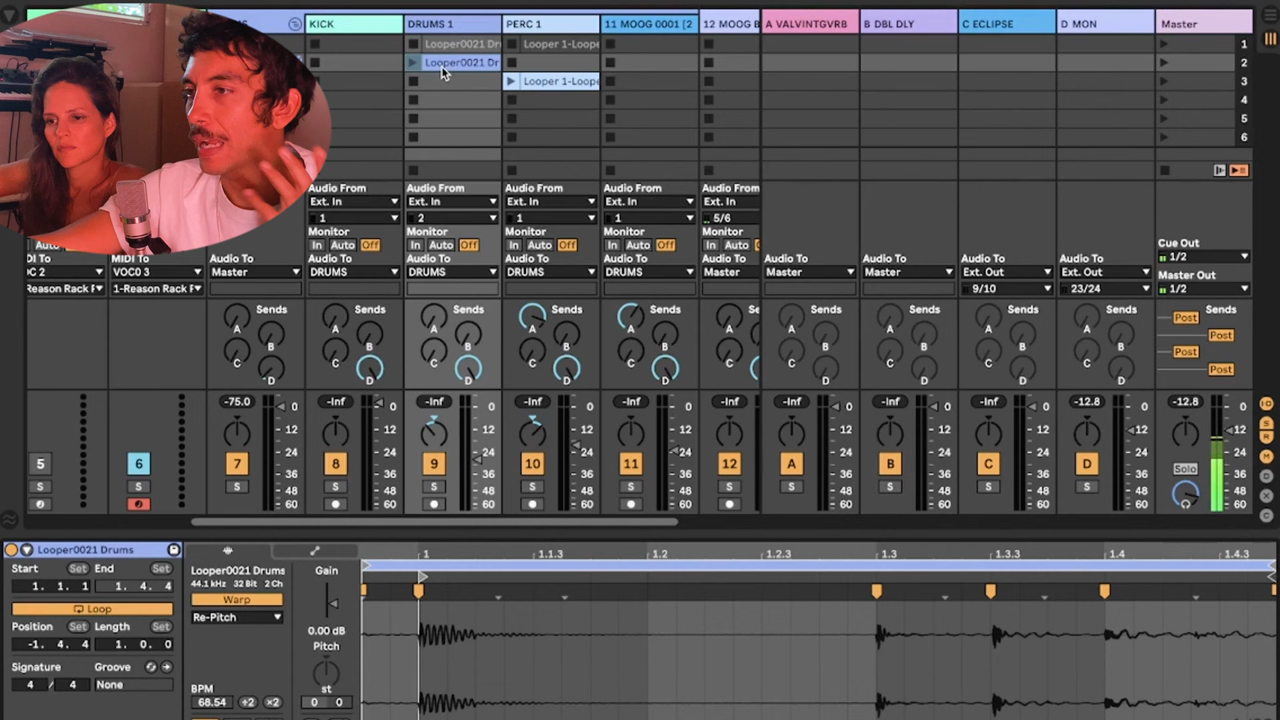 KICK DRUMS 1 PERC 1 11 MOOG 0001 [2 12 MOOG B A VALVINTGVRB B DBL DLY C ECLIPSE D MON Master
Looper0021 Dr Looper 1-Loope 1
Looper0021 Dr 2
Looper 1-Loope 3
4
5
6
Audio From Audio From Audio From Audio From Audio From
Ext. In Ext. In Ext. In Ext. In Ext. In
1 2 1 1 5/6
Monitor Monitor Monitor Monitor Monitor
In Auto Off In Auto Off In Auto Off In Auto Off In Auto
Cue Out
1/2
Audio To Audio To Audio To Audio To Audio To Audio To Audio To Audio To Audio To
VOC0 3 Master DRUMS DRUMS DRUMS DRUMS Master Master Master Ext. Out Ext. Out
Master Out
Reason Rack F 1-Reason Rack F 9/10 23/24 1/2
Sends Sends Sends Sends Sends Sends Sends Sends Sends
A A A A A A A A A A Post
B B B B B B B B B B Post
C C C C C C C C C C Post
D D D D D D D D D D Post
-75.0 -Inf -Inf -Inf -Inf -Inf -Inf -Inf -Inf -12.8 -12.8
0 0 0 0 0 0 0 0 0 0
12 12 12 12 12 12 12 12 12 12
24 24 24 24 24 24 24 24 24 24
5 6 7 8 9 10 11 12 A B C D Solo
36 36 36 36 36 36 36 36 36 36
S S S S S S S S S S S S
48 48 48 48 48 48 48 48 48 48
60 60 60 60 60 60 60 60 60 60
Looper0021 Drums
Start Set End Set
1. 1. 1 1. 4. 4
Loop
Position Set Length Set
-1. 4. 4 1. 0. 0
Signature Groove
4 / 4 None
Looper0021 Drums
44.1 kHz 32 Bit 2 Ch
Warp
Re-Pitch
BPM
68.54 ÷2 ×2
Gain
0.00 dB
Pitch
st
0 0
1 1.1.3 1.2 1.2.3 1.3 1.3.3 1.4 1.4.3